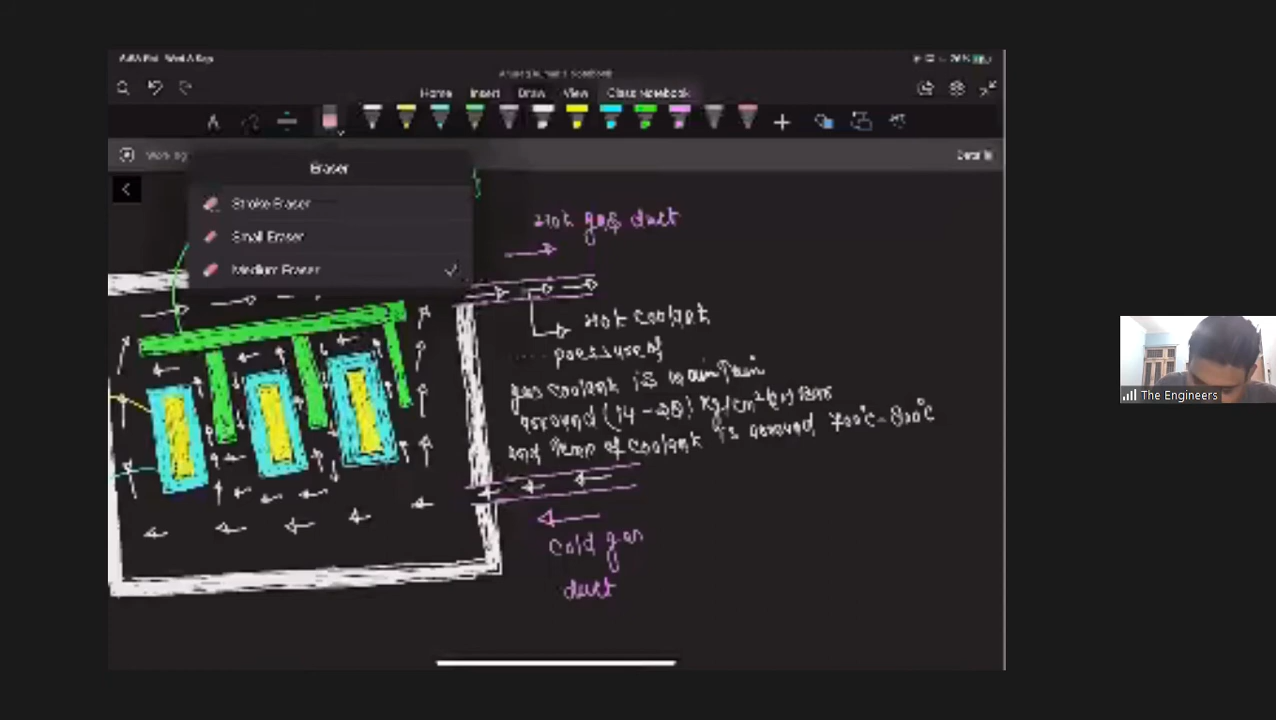 Home Insert Draw View Class Notebook
Details
Eraser
Stroke Eraser
Small Eraser
Medium Eraser
Hot gas duct
Hot coolant
pressure of
gas coolant is maintain
around (14 - 28) kg/cm²
and temp of coolant is around 700°C - 800°C
Cold gas
duct
The Engineers